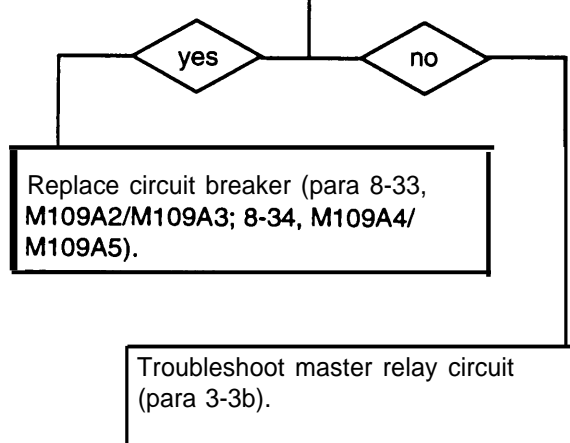 yes
no
Replace circuit breaker (para 8-33,
M109A2/M109A3; 8-34, M109A4/
M109A5).
Troubleshoot master relay circuit
(para 3-3b).